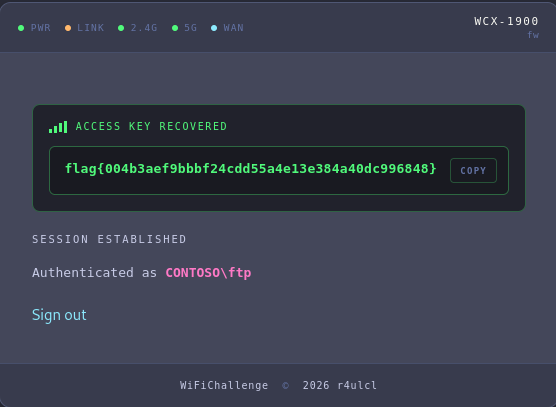 PWR LINK 2.4G 5G WAN WCX-1900
fw
ACCESS KEY RECOVERED
flag{004b3aef9bbbf24cdd55a4e13e384a40dc996848} COPY
SESSION ESTABLISHED
Authenticated as CONTOSO\ftp
Sign out
WiFiChallenge © 2026 r4ulcl